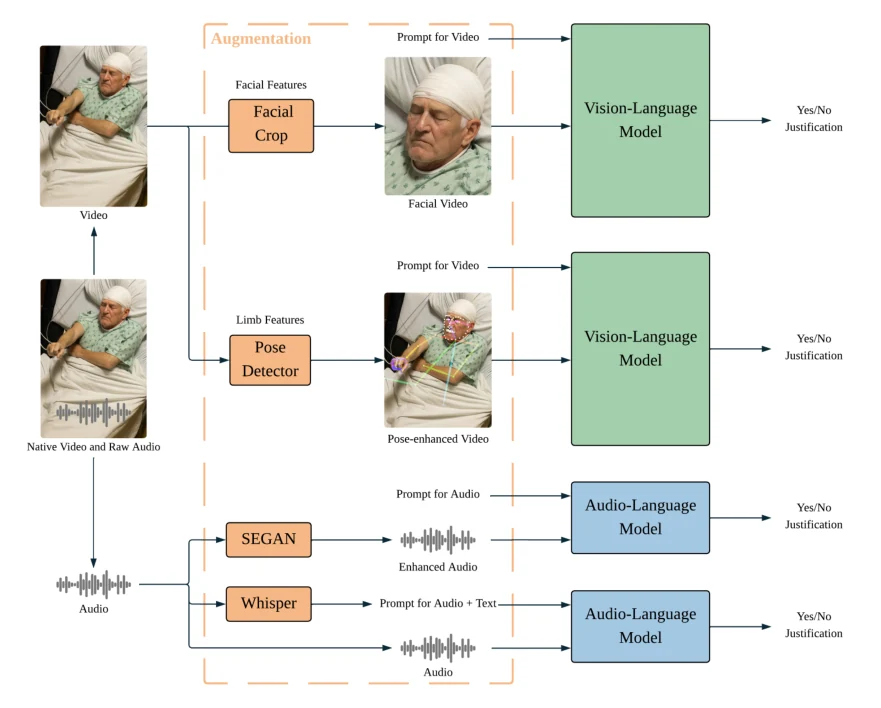 Augmentation
Prompt for Video
Facial Features
Facial
Crop
Vision-Language
Model
Yes/No
Justification
Video
Facial Video
Prompt for Video
Limb Features
Pose
Detector
Vision-Language
Model
Yes/No
Justification
Native Video and Raw Audio
Pose-enhanced Video
Prompt for Audio
SEGAN
Enhanced Audio
Audio-Language
Model
Yes/No
Justification
Audio
Whisper
Prompt for Audio + Text
Audio
Audio-Language
Model
Yes/No
Justification